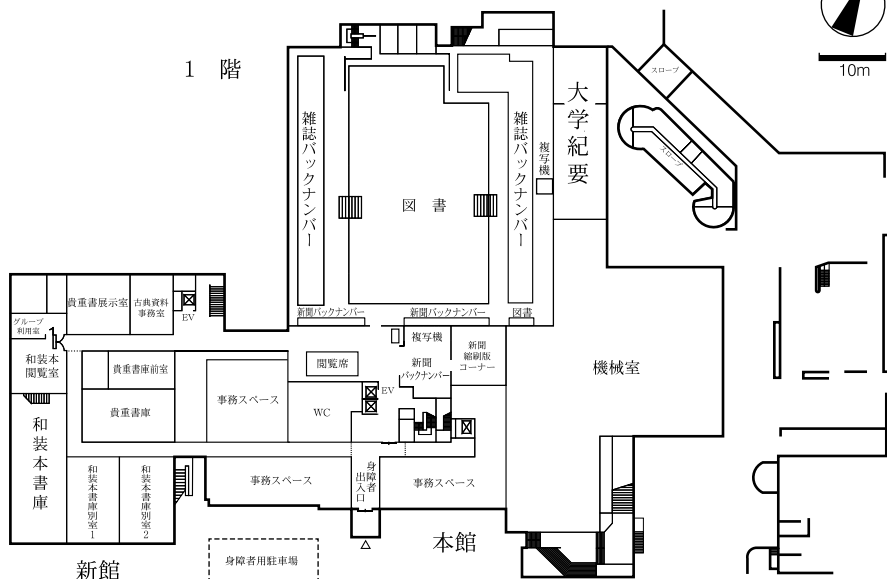 1 階
10m
スロープ
スロープ
雑誌バックナンバー
図 書
雑誌バックナンバー
複写機
大学紀要
新聞バックナンバー
新聞バックナンバー
図書
貴重書展示室
古典資料
事務室
EV
グループ
利用室
和装本
閲覧室
貴重書庫前室
貴重書庫
事務スペース
閲覧席
WC
EV
複写機
新聞
バックナンバー
新聞
縮刷版
コーナー
機械室
和装本書庫
和装本書庫別室1
和装本書庫別室2
事務スペース
身障者
出入口
事務スペース
本館
新館
身障者用駐車場